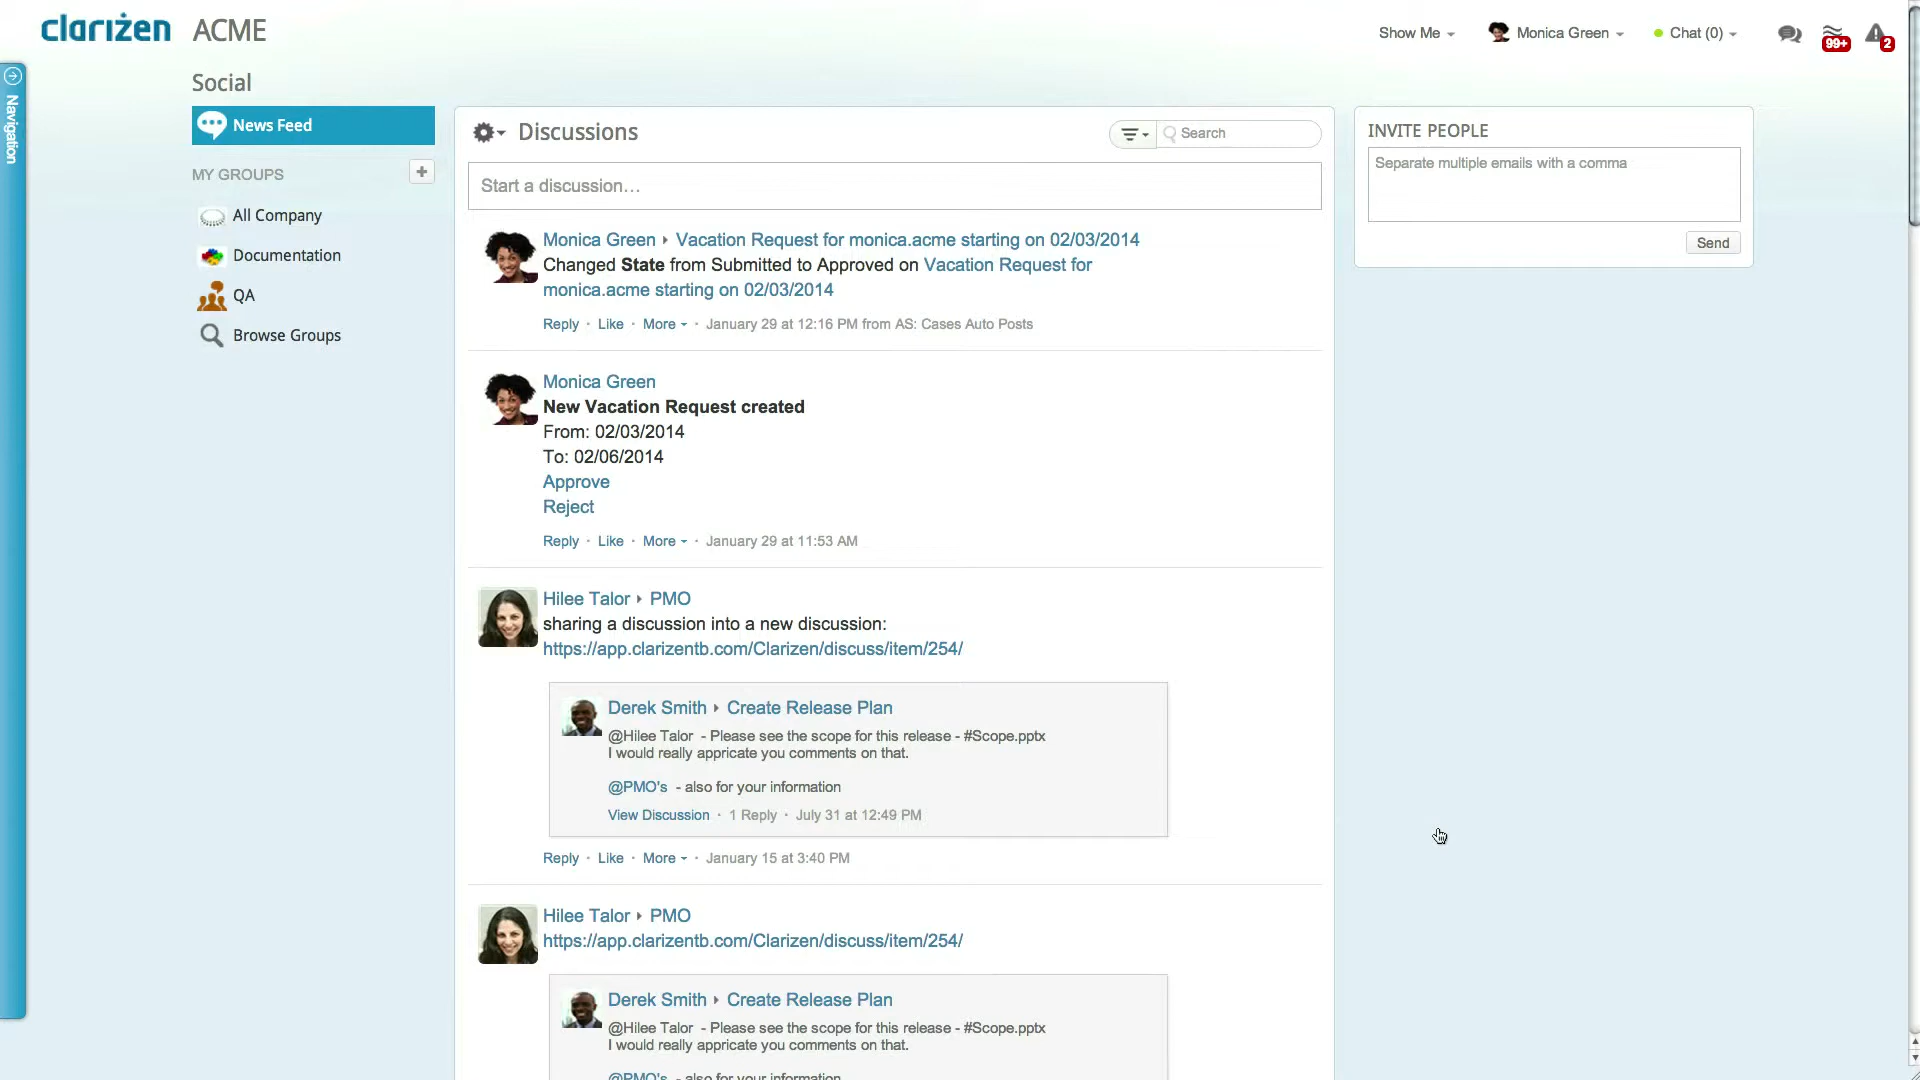 clarizen ACME
Show Me
Monica Green
Chat (0)
99+
2
Navigation
Social
News Feed
MY GROUPS
+
All Company
Documentation
QA
Browse Groups
Discussions
Search
Start a discussion…
Monica Green Vacation Request for monica.acme starting on 02/03/2014
Changed State from Submitted to Approved on Vacation Request for
monica.acme starting on 02/03/2014
Reply · Like · More · January 29 at 12:16 PM from AS: Cases Auto Posts
Monica Green
New Vacation Request created
From: 02/03/2014
To: 02/06/2014
Approve
Reject
Reply · Like · More · January 29 at 11:53 AM
Hilee Talor PMO
sharing a discussion into a new discussion:
https://app.clarizentb.com/Clarizen/discuss/item/254/
Derek Smith Create Release Plan
@Hilee Talor - Please see the scope for this release - #Scope.pptx
I would really appricate you comments on that.
@PMO's - also for your information
View Discussion · 1 Reply · July 31 at 12:49 PM
Reply · Like · More · January 15 at 3:40 PM
Hilee Talor PMO
https://app.clarizentb.com/Clarizen/discuss/item/254/
Derek Smith Create Release Plan
@Hilee Talor - Please see the scope for this release - #Scope.pptx
I would really appricate you comments on that.
@PMO's - also for your information
INVITE PEOPLE
Separate multiple emails with a comma
Send